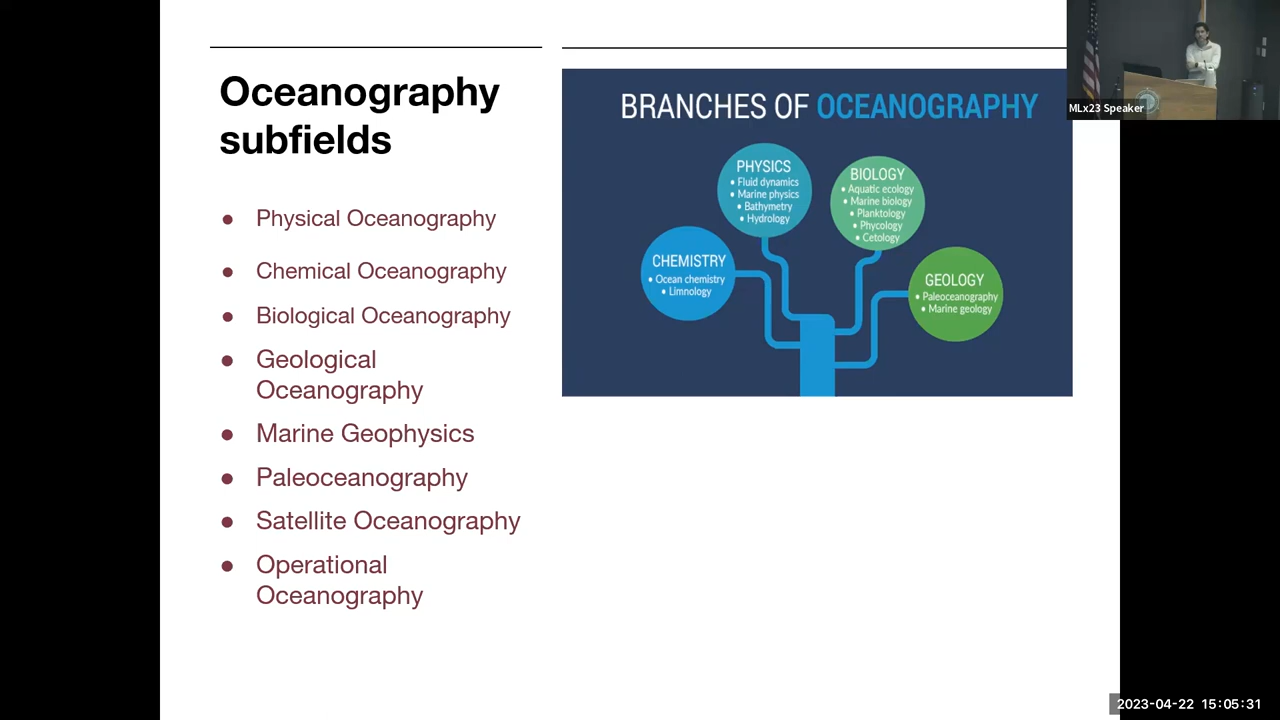 Oceanography
subfields
● Physical Oceanography
● Chemical Oceanography
● Biological Oceanography
● Geological
Oceanography
● Marine Geophysics
● Paleoceanography
● Satellite Oceanography
● Operational
Oceanography
BRANCHES OF OCEANOGRAPHY
PHYSICS
• Fluid dynamics
• Marine physics
• Bathymetry
• Hydrology
BIOLOGY
• Aquatic ecology
• Marine biology
• Planktology
• Phycology
• Cetology
CHEMISTRY
• Ocean chemistry
• Limnology
GEOLOGY
• Paleoceanography
• Marine geology
MLx23 Speaker
2023-04-22 15:05:31